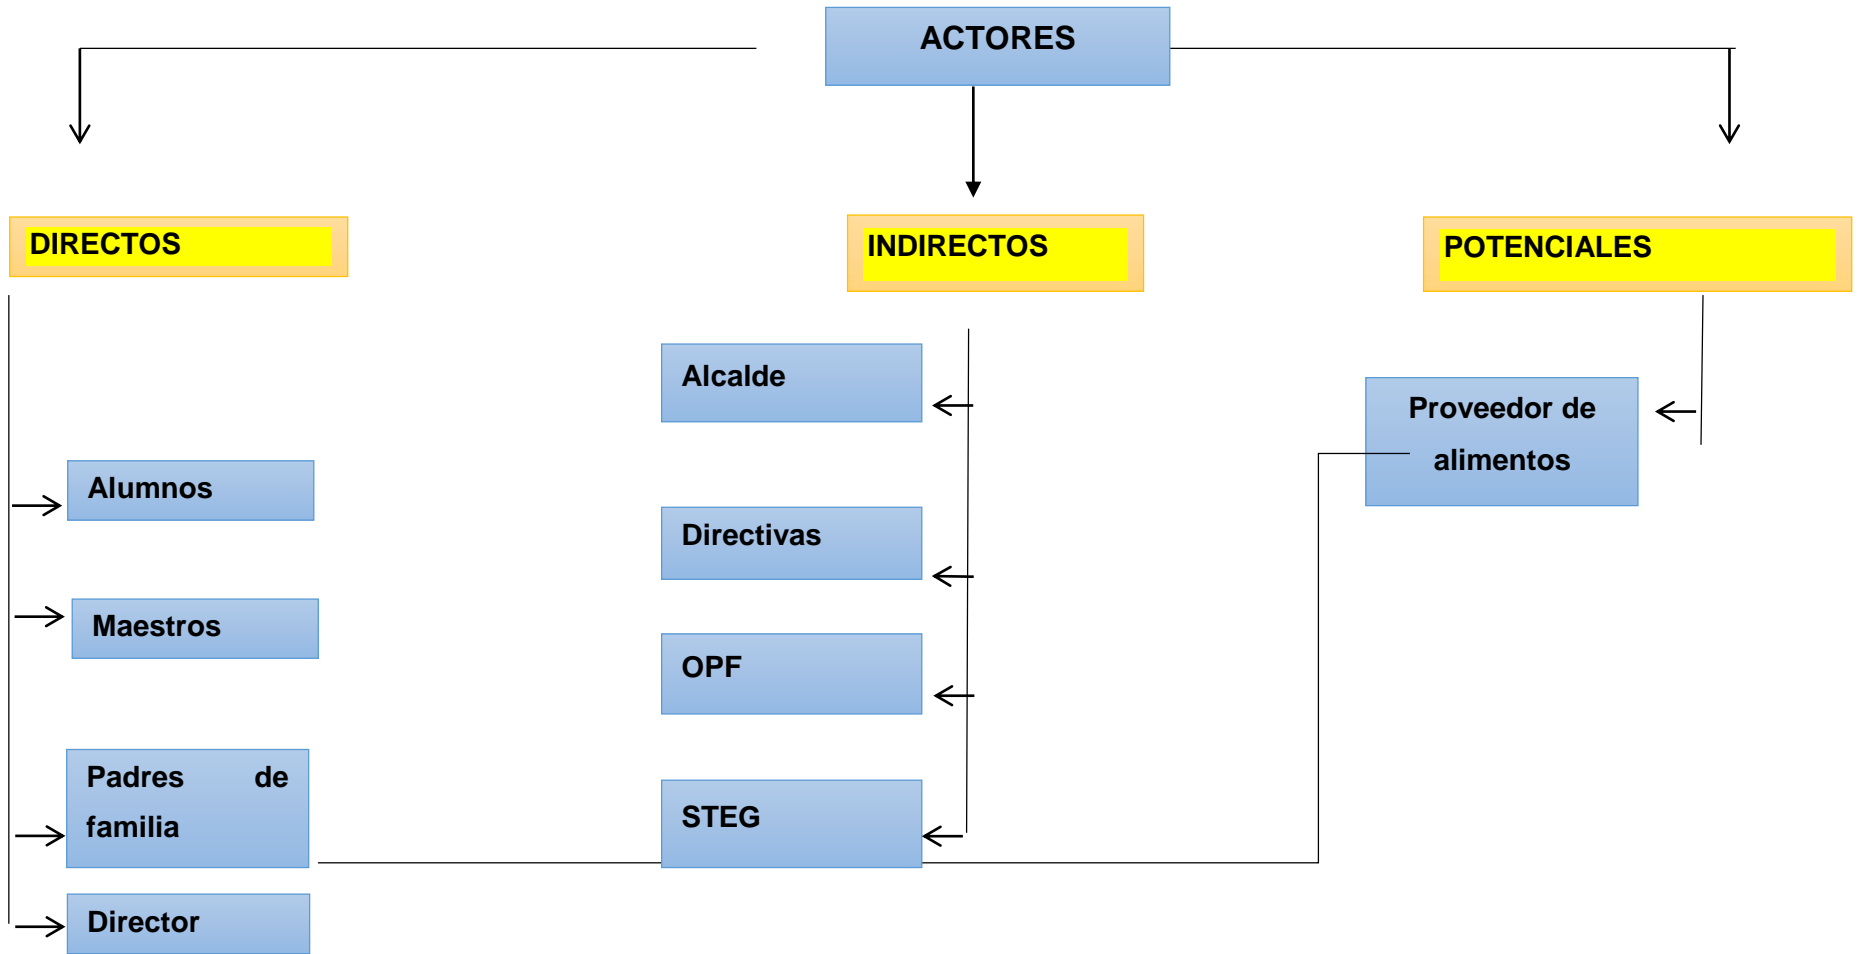 ACTORES
DIRECTOS
INDIRECTOS
POTENCIALES
Alumnos
Maestros
Padres de
familia
Director
Alcalde
Directivas
OPF
STEG
Proveedor de
alimentos